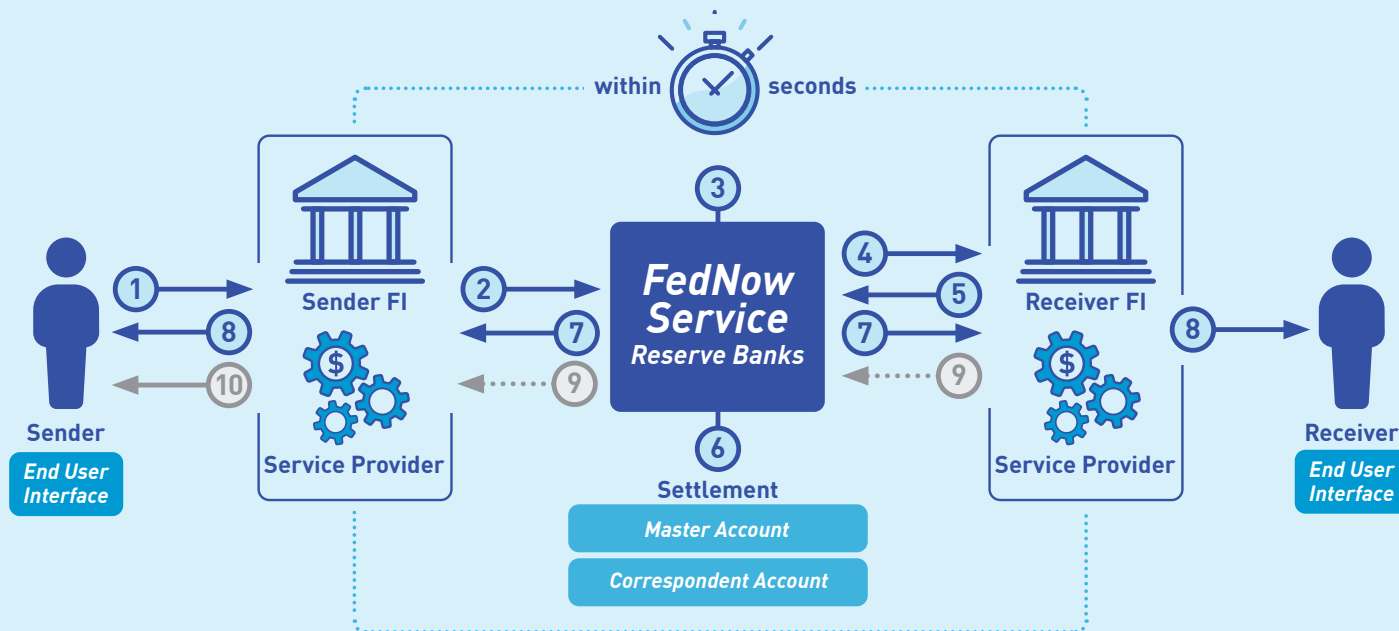 within seconds
3
FedNow
Service
Reserve Banks
1
8
10
Sender
End User
Interface
$
Sender FI
Service Provider
2
7
9
4
5
7
9
6
Settlement
Master Account
Correspondent Account
Receiver FI
$
Service Provider
8
Receiver
End User
Interface